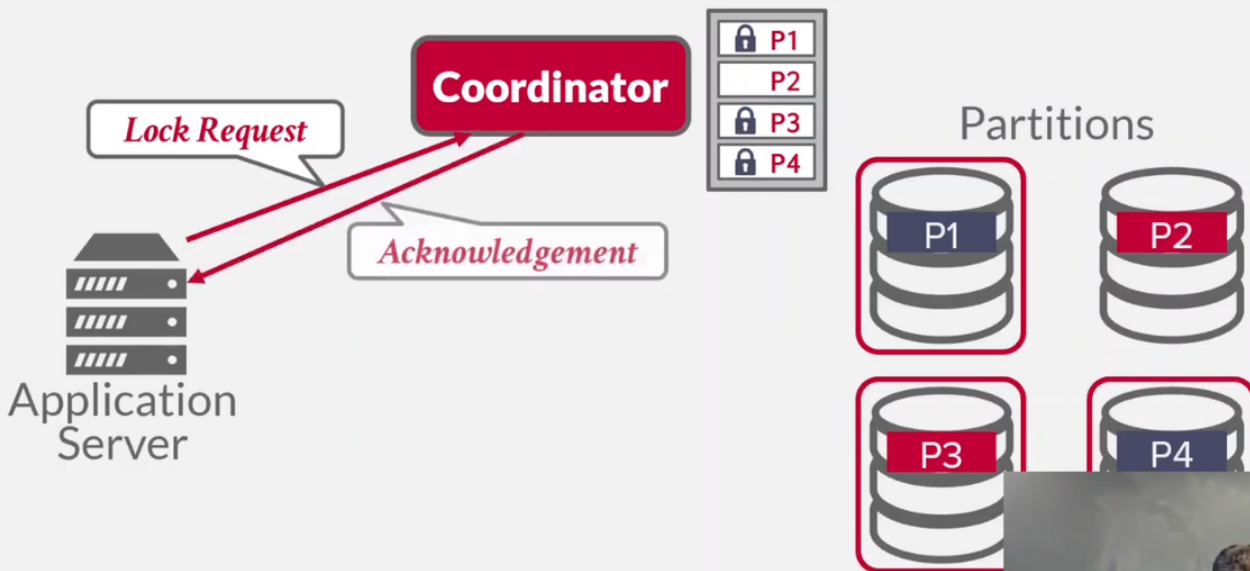 Coordinator
P1
P2
P3
P4
Lock Request
Acknowledgement
Application
Server
Partitions
P1
P2
P3
P4